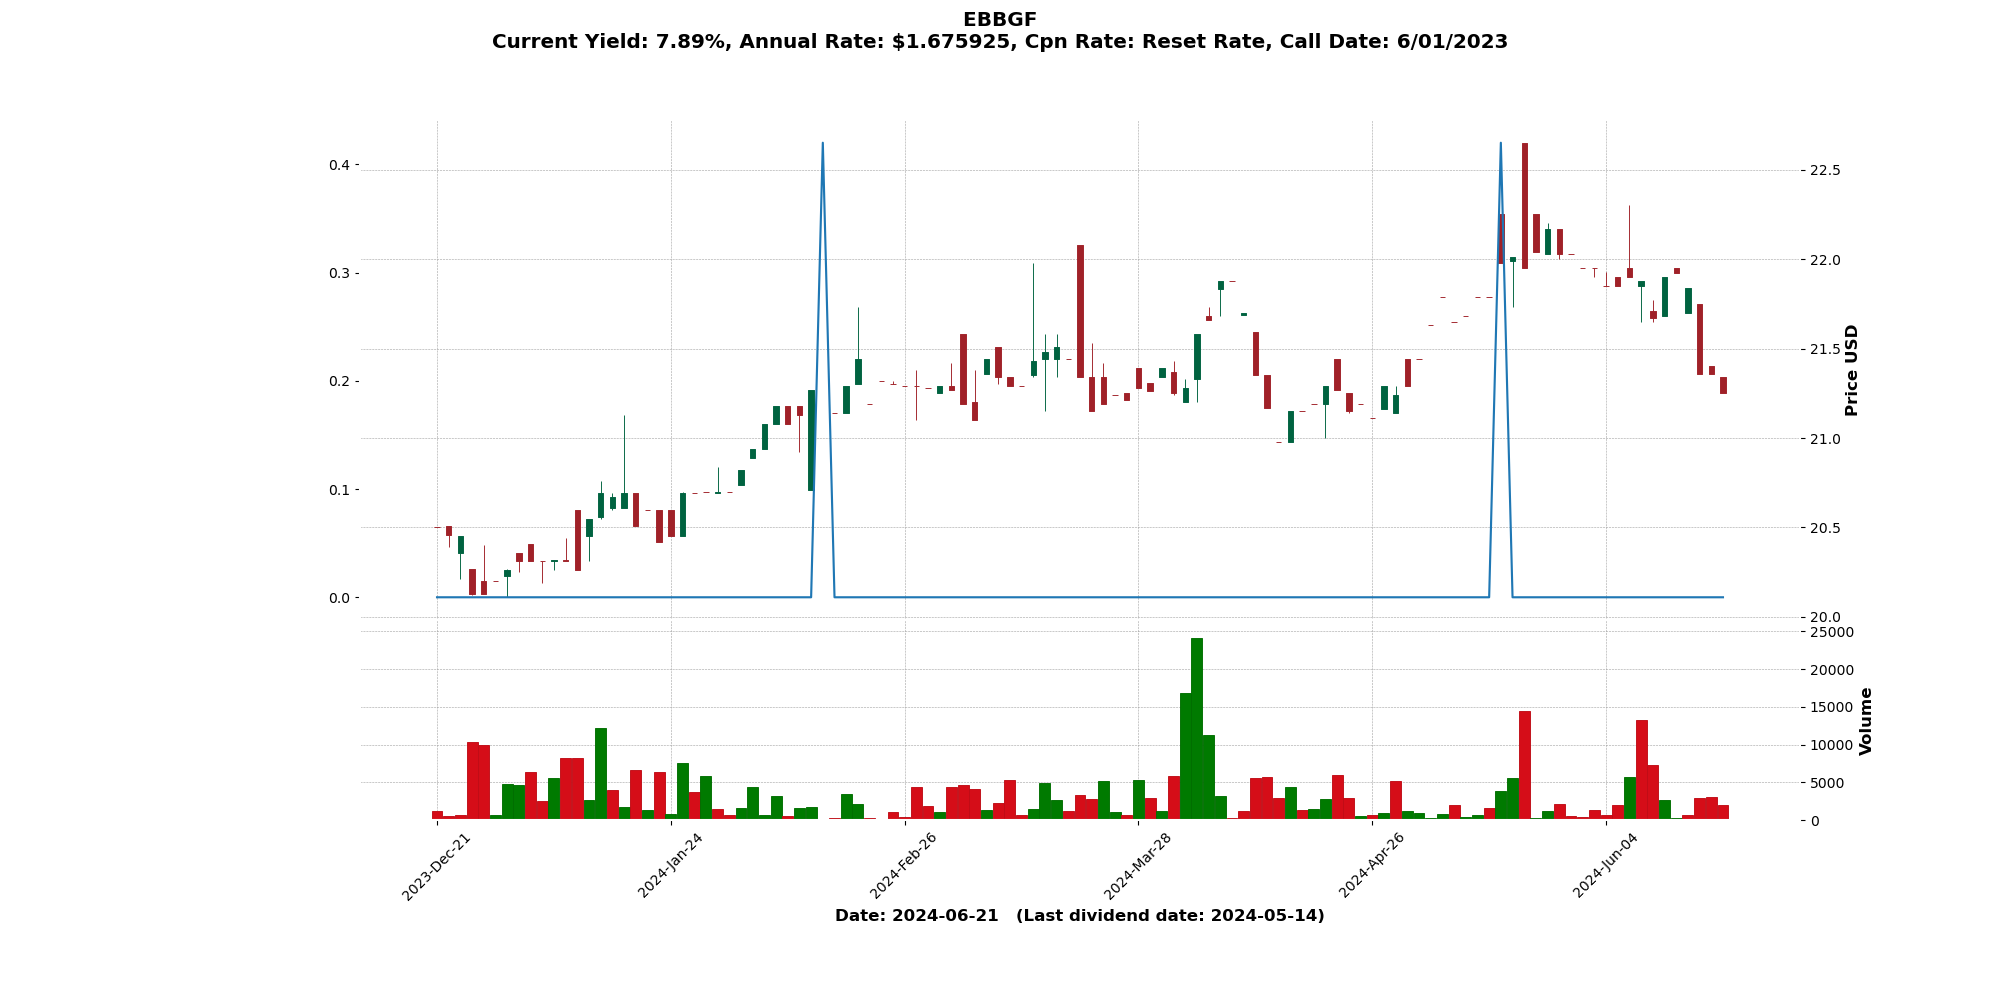 EBBGF
Current Yield: 7.89%, Annual Rate: $1.675925, Cpn Rate: Reset Rate, Call Date: 6/01/2023
0.4
0.3
0.2
0.1
0.0
22.5
22.0
21.5
21.0
20.5
20.0
Price USD
25000
20000
15000
10000
5000
0
Volume
2023-Dec-21
2024-Jan-24
2024-Feb-26
2024-Mar-28
2024-Apr-26
2024-Jun-04
Date: 2024-06-21 (Last dividend date: 2024-05-14)